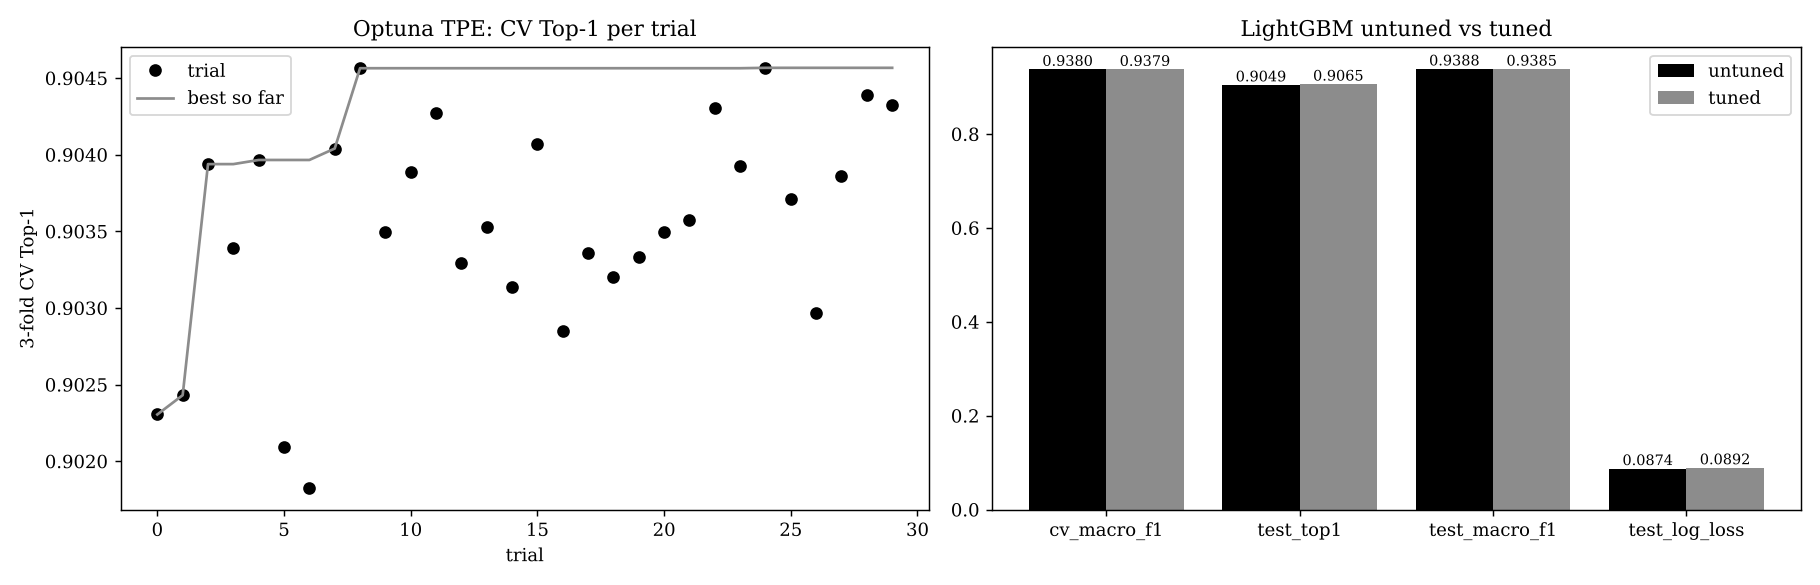 Optuna TPE: CV Top-1 per trial
trial
best so far
3-fold CV Top-1
0.9045
0.9040
0.9035
0.9030
0.9025
0.9020
0 5 10 15 20 25 30
trial
LightGBM untuned vs tuned
untuned
tuned
0.9380 0.9379 0.9049 0.9065 0.9388 0.9385 0.0874 0.0892
0.8
0.6
0.4
0.2
0.0
cv_macro_f1 test_top1 test_macro_f1 test_log_loss